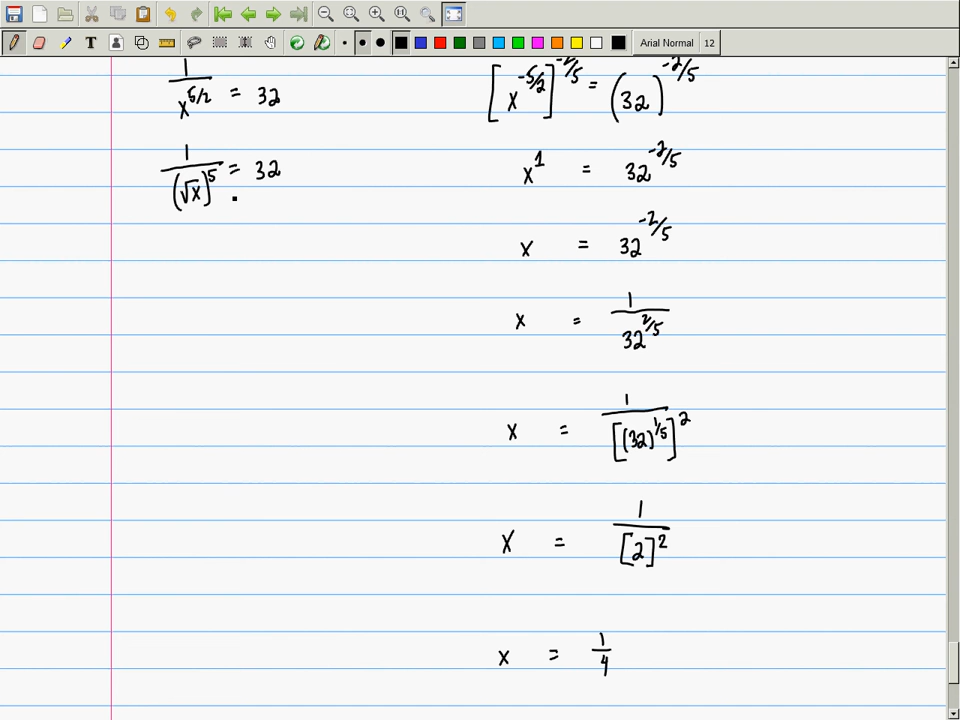 Arial Normal 12
1/x^{5/2} = 32
1/(√x)^5 = 32
[x^{-5/2}]^{-2/5} = (32)^{-2/5}
x^1 = 32^{-2/5}
x = 32^{-2/5}
x = 1/32^{2/5}
x = 1/[(32)^{1/5}]^2
x = 1/[2]^2
x = 1/4